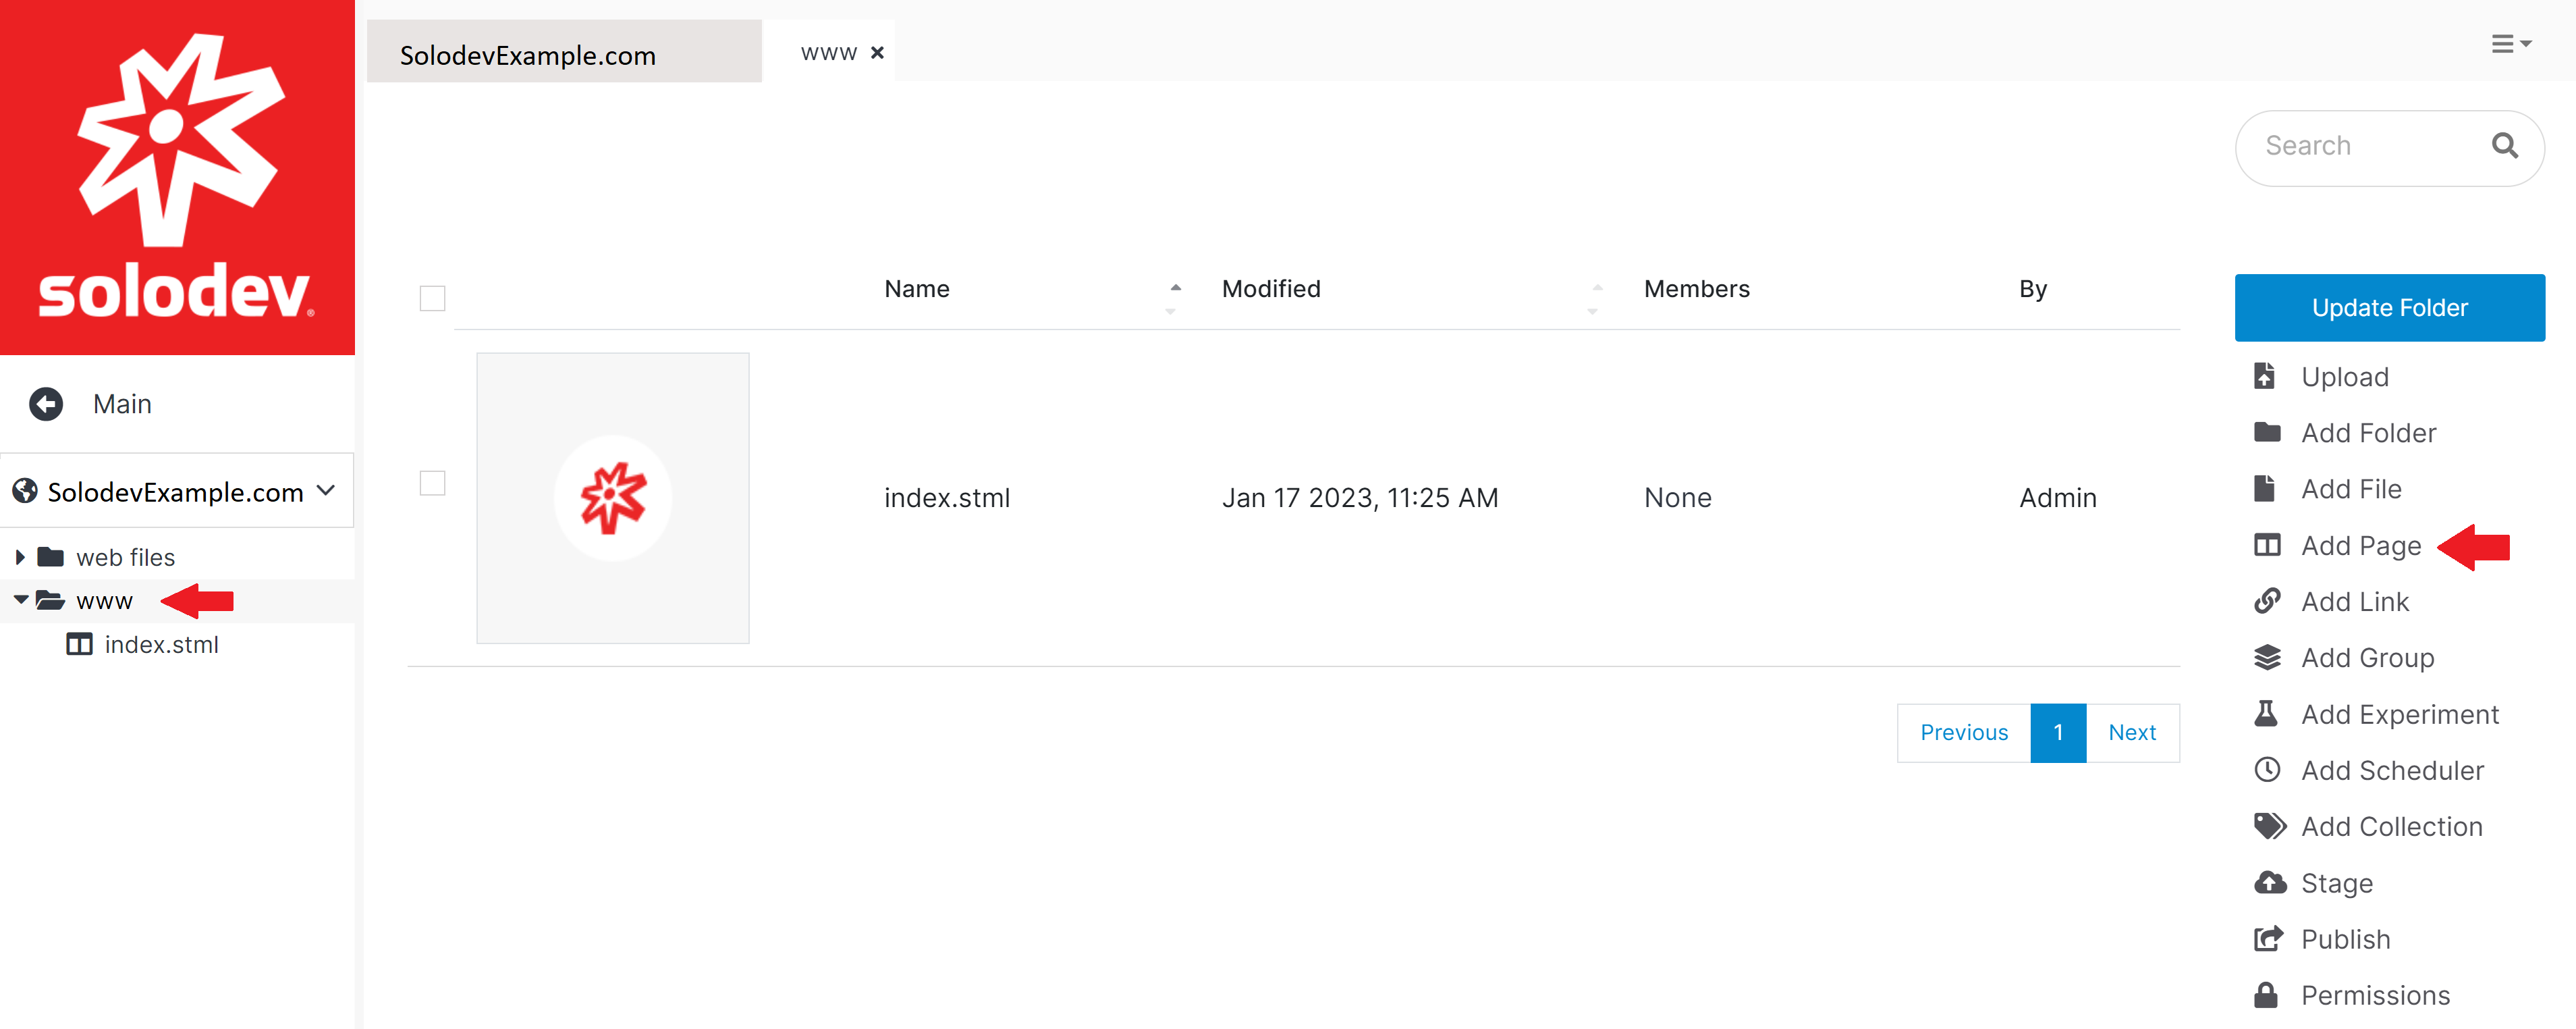 solodev®
Main
SolodevExample.com
web files
www
index.stml
SolodevExample.com
www ×
Search
Name Modified Members By
index.stml Jan 17 2023, 11:25 AM None Admin
Previous 1 Next
Update Folder
Upload
Add Folder
Add File
Add Page
Add Link
Add Group
Add Experiment
Add Scheduler
Add Collection
Stage
Publish
Permissions